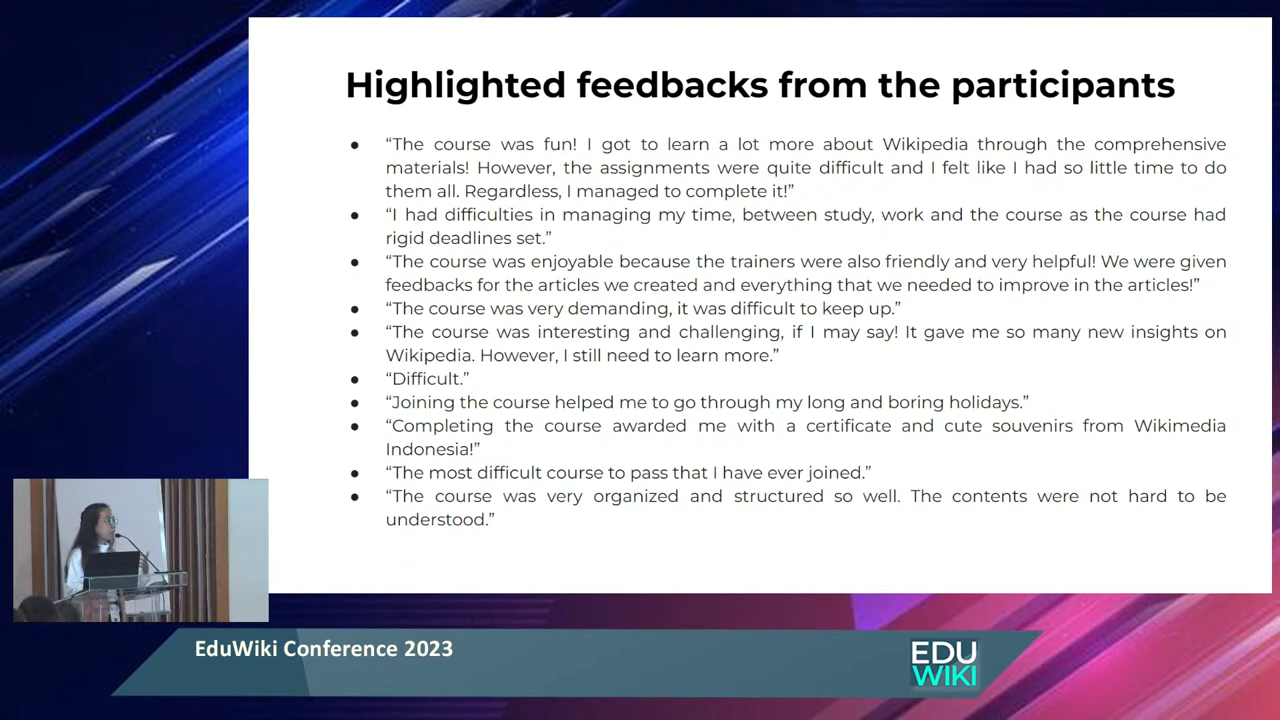 Highlighted feedbacks from the participants
● “The course was fun! I got to learn a lot more about Wikipedia through the comprehensive
materials! However, the assignments were quite difficult and I felt like I had so little time to do
them all. Regardless, I managed to complete it!”
● “I had difficulties in managing my time, between study, work and the course as the course had
rigid deadlines set.”
● “The course was enjoyable because the trainers were also friendly and very helpful! We were given
feedbacks for the articles we created and everything that we needed to improve in the articles!”
● “The course was very demanding, it was difficult to keep up.”
● “The course was interesting and challenging, if I may say! It gave me so many new insights on
Wikipedia. However, I still need to learn more.”
● “Difficult.”
● “Joining the course helped me to go through my long and boring holidays.”
● “Completing the course awarded me with a certificate and cute souvenirs from Wikimedia
Indonesia!”
● “The most difficult course to pass that I have ever joined.”
● “The course was very organized and structured so well. The contents were not hard to be
understood.”
EduWiki Conference 2023
EDU
WIKI